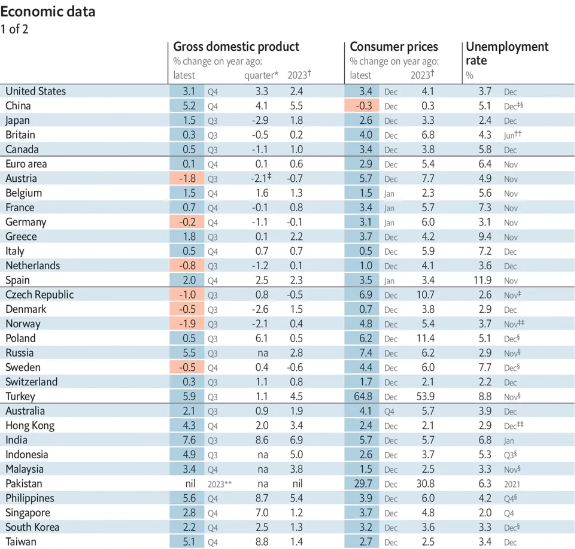 Economic data
1 of 2
Gross domestic product Consumer prices Unemployment
% change on year ago: % change on year ago: rate
latest quarter* 2023† latest 2023† %
United States 3.1 Q4 3.3 2.4 3.4 Dec 4.1 3.7 Dec
China 5.2 Q4 4.1 5.5 -0.3 Dec 0.3 5.1 Dec‡§
Japan 1.5 Q3 -2.9 1.8 2.6 Dec 3.3 2.4 Dec
Britain 0.3 Q3 -0.5 0.2 4.0 Dec 6.8 4.3 Jun††
Canada 0.5 Q3 -1.1 1.0 3.4 Dec 3.8 5.8 Dec
Euro area 0.1 Q4 0.1 0.6 2.9 Dec 5.4 6.4 Nov
Austria -1.8 Q3 -2.1‡ -0.7 5.7 Dec 7.7 4.9 Nov
Belgium 1.5 Q4 1.6 1.3 1.5 Jan 2.3 5.6 Nov
France 0.7 Q4 -0.1 0.8 3.4 Jan 5.7 7.3 Nov
Germany -0.2 Q4 -1.1 -0.1 3.1 Jan 6.0 3.1 Nov
Greece 1.8 Q3 0.1 2.2 3.7 Dec 4.2 9.4 Nov
Italy 0.5 Q4 0.7 0.7 0.5 Dec 5.9 7.2 Dec
Netherlands -0.8 Q3 -1.2 0.1 1.0 Dec 4.1 3.6 Dec
Spain 2.0 Q4 2.5 2.3 3.5 Jan 3.4 11.9 Nov
Czech Republic -1.0 Q3 0.8 -0.5 6.9 Dec 10.7 2.6 Nov‡
Denmark -0.5 Q3 -2.6 1.5 0.7 Dec 3.8 2.9 Dec
Norway -1.9 Q3 -2.1 0.4 4.8 Dec 5.4 3.7 Nov‡‡
Poland 0.5 Q3 6.1 0.5 6.2 Dec 11.4 5.1 Dec§
Russia 5.5 Q3 na 2.8 7.4 Dec 6.2 2.9 Nov§
Sweden -0.5 Q4 0.4 -0.6 4.4 Dec 6.0 7.7 Dec§
Switzerland 0.3 Q3 1.1 0.8 1.7 Dec 2.1 2.2 Dec
Turkey 5.9 Q3 1.1 4.5 64.8 Dec 53.9 8.8 Nov§
Australia 2.1 Q3 0.9 1.9 4.1 Q4 5.7 3.9 Dec
Hong Kong 4.3 Q4 2.0 3.4 2.4 Dec 2.1 2.9 Dec‡‡
India 7.6 Q3 8.6 6.9 5.7 Dec 5.7 6.8 Jan
Indonesia 4.9 Q3 na 5.0 2.6 Dec 3.7 5.3 Q3§
Malaysia 3.4 Q4 na 3.8 1.5 Dec 2.5 3.3 Nov§
Pakistan nil 2023** na nil 29.7 Dec 30.8 6.3 2021
Philippines 5.6 Q4 8.7 5.4 3.9 Dec 6.0 4.2 Q4§
Singapore 2.8 Q4 7.0 1.2 3.7 Dec 4.8 2.0 Q4
South Korea 2.2 Q4 2.5 1.3 3.2 Dec 3.6 3.3 Dec§
Taiwan 5.1 Q4 8.8 1.4 2.7 Dec 2.5 3.4 Dec